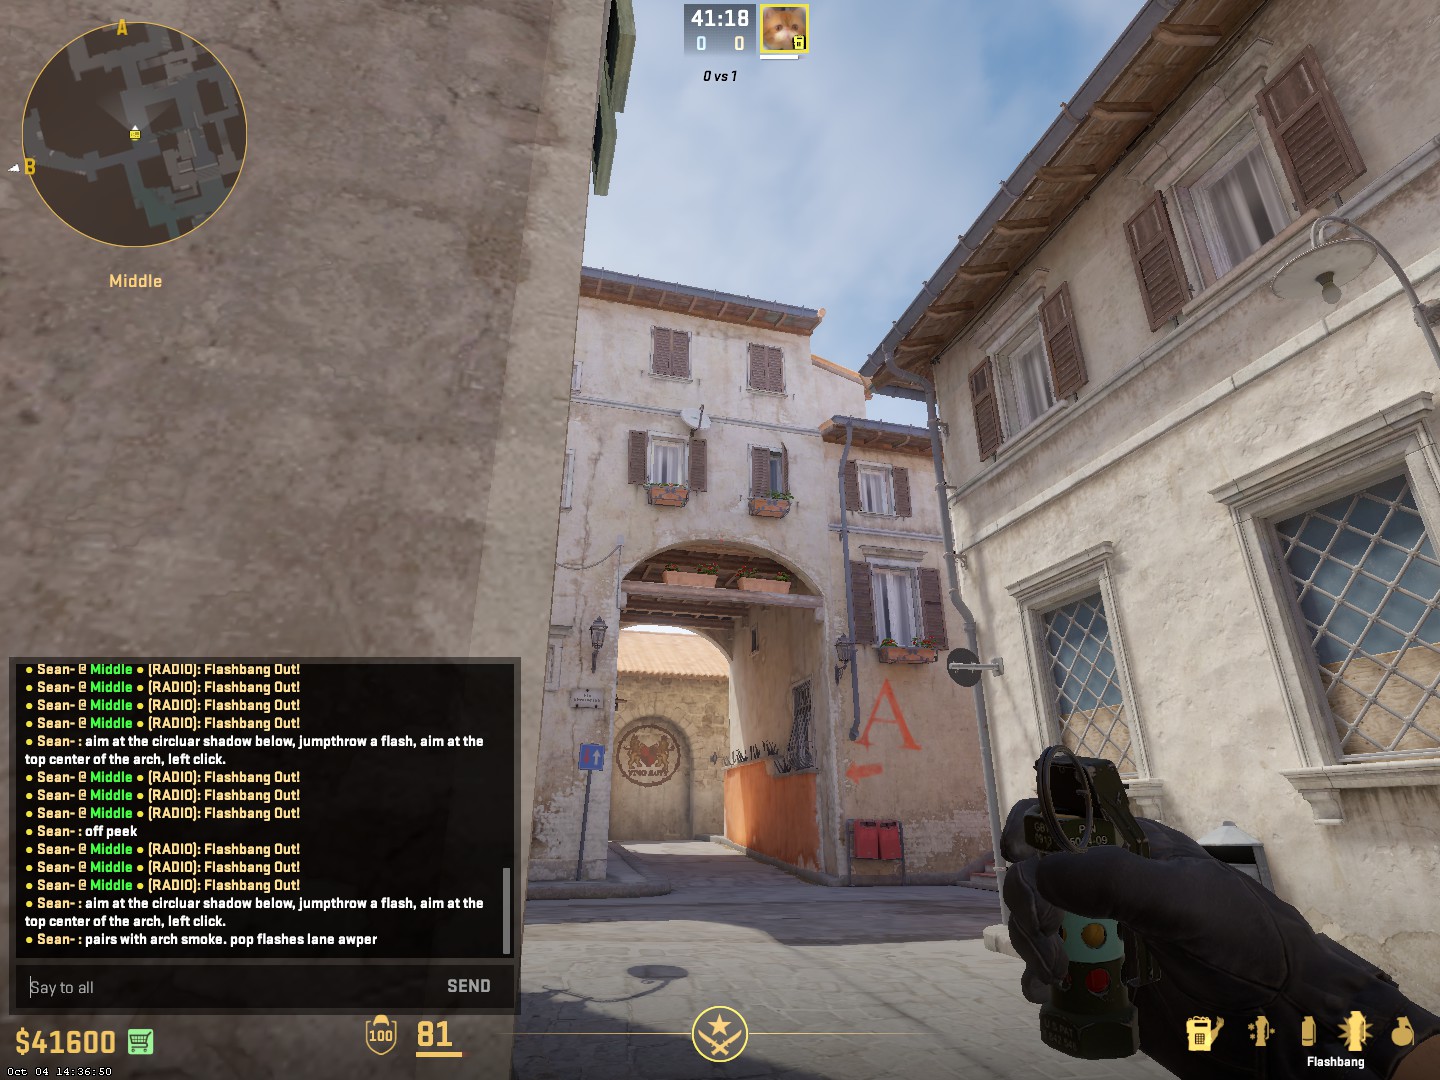 A
41:18
0 0
0 vs 1
B
Middle
VINO ROTT
A
• Sean- @ Middle • [RADIO]: Flashbang Out!
• Sean- @ Middle • [RADIO]: Flashbang Out!
• Sean- @ Middle • [RADIO]: Flashbang Out!
• Sean- @ Middle • [RADIO]: Flashbang Out!
• Sean- : aim at the circluar shadow below, jumpthrow a flash, aim at the
top center of the arch, left click.
• Sean- @ Middle • [RADIO]: Flashbang Out!
• Sean- @ Middle • [RADIO]: Flashbang Out!
• Sean- @ Middle • [RADIO]: Flashbang Out!
• Sean- : off peek
• Sean- @ Middle • [RADIO]: Flashbang Out!
• Sean- @ Middle • [RADIO]: Flashbang Out!
• Sean- @ Middle • [RADIO]: Flashbang Out!
• Sean- : aim at the circluar shadow below, jumpthrow a flash, aim at the
top center of the arch, left click.
• Sean- : pairs with arch smoke. pop flashes lane awper
Say to all
SEND
$41600
100
81
Flashbang
Oct 04 14:36:50